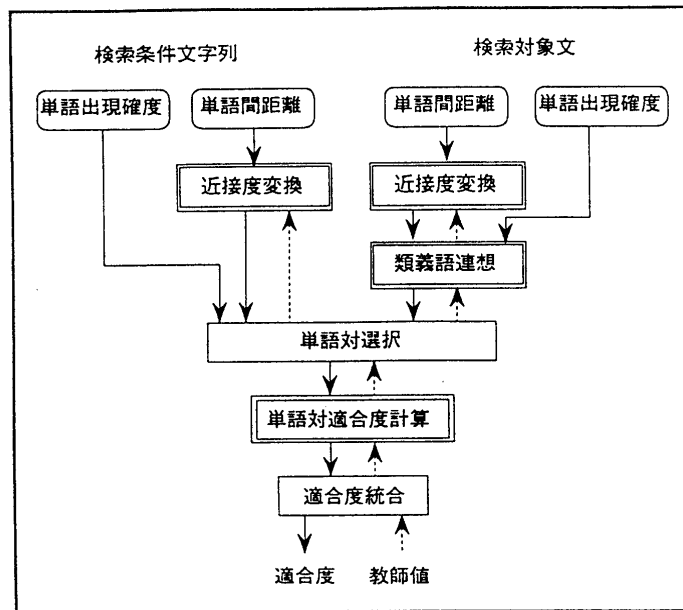 検索条件文字列
検索対象文
単語出現確度
単語間距離
単語間距離
単語出現確度
近接度変換
近接度変換
類義語連想
単語対選択
単語対適合度計算
適合度統合
適合度
教師値